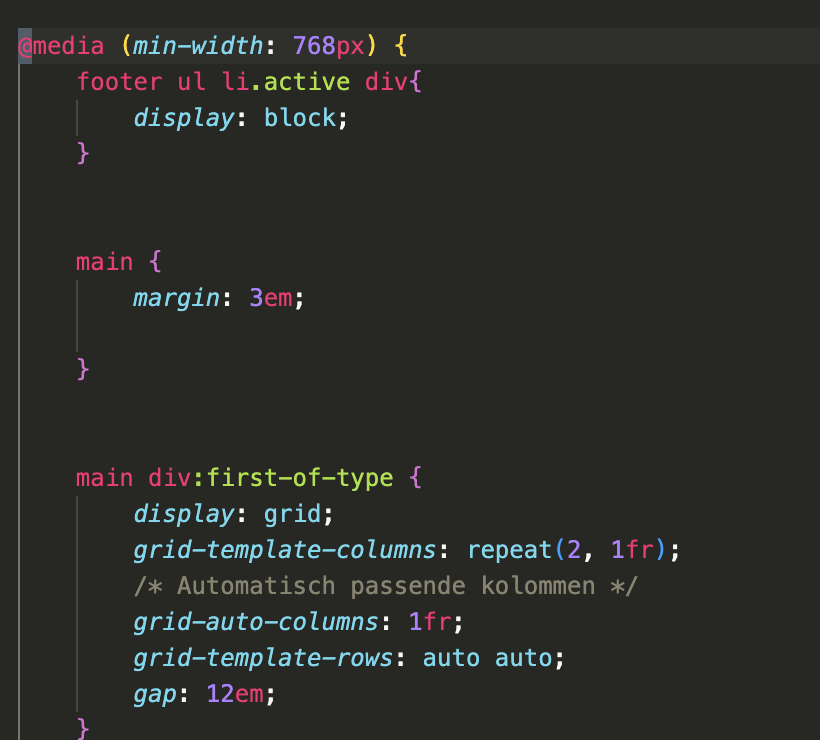 @media (min-width: 768px) {
footer ul li.active div{
display: block;
}
main {
margin: 3em;
}
main div:first-of-type {
display: grid;
grid-template-columns: repeat(2, 1fr);
/* Automatisch passende kolommen */
grid-auto-columns: 1fr;
grid-template-rows: auto auto;
gap: 12em;
}